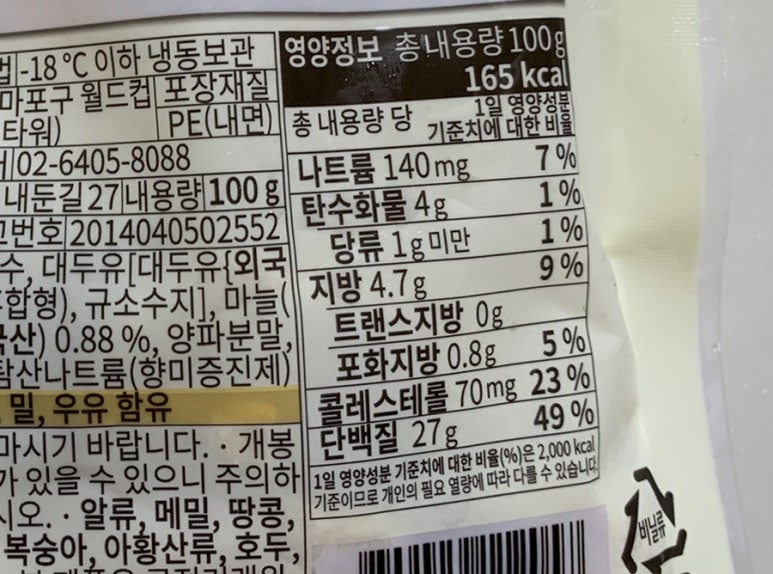 법 -18 ℃ 이하 냉동보관
마포구 월드컵 포장재질
타워) PE(내면)
02-6405-8088
내둔길 27 내용량 100 g
번호 2014040502552
수, 대두유[대두유{외국
합형), 규소수지], 마늘(
산) 0.88 %, 양파분말,
탐산나트륨(향미증진제)
밀, 우유 함유
마시기 바랍니다. · 개봉
가 있을 수 있으니 주의하
시오. · 알류, 메밀, 땅콩,
복숭아, 아황산류, 호두,
영양정보 총 내용량 100 g
165 kcal
총 내용량 당 1일 영양성분
기준치에 대한 비율
나트륨 140 mg 7 %
탄수화물 4 g 1 %
당류 1 g 미만 1 %
지방 4.7 g 9 %
트랜스지방 0g
포화지방 0.8 g 5 %
콜레스테롤 70 mg 23 %
단백질 27 g 49 %
1일 영양성분 기준치에 대한 비율(%)은 2,000 kcal
기준이므로 개인의 필요 열량에 따라 다를 수 있습니다.
비닐류